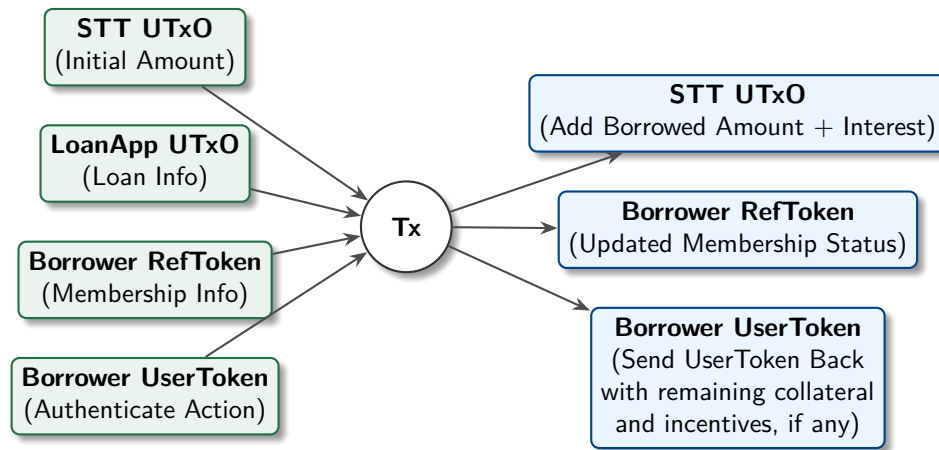 STT UTxO
(Initial Amount)
LoanApp UTxO
(Loan Info)
Borrower RefToken
(Membership Info)
Borrower UserToken
(Authenticate Action)
Tx
STT UTxO
(Add Borrowed Amount + Interest)
Borrower RefToken
(Updated Membership Status)
Borrower UserToken
(Send UserToken Back
with remaining collateral
and incentives, if any)